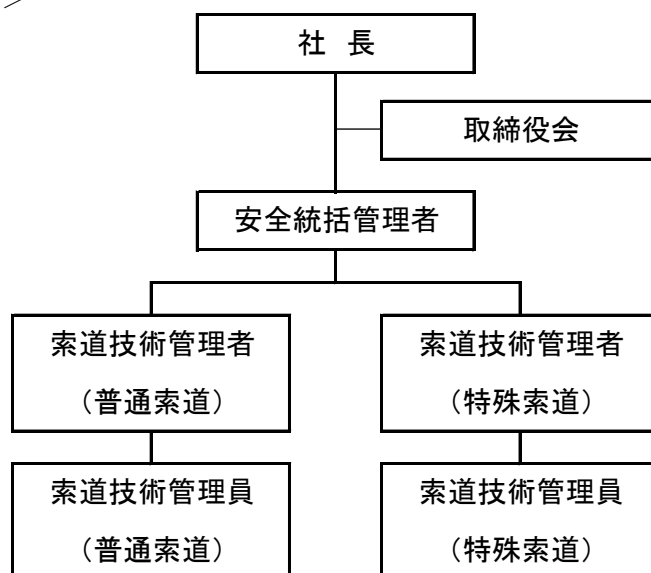 社 長
取締役会
安全統括管理者
索道技術管理者
（普通索道）
索道技術管理者
（特殊索道）
索道技術管理員
（普通索道）
索道技術管理員
（特殊索道）